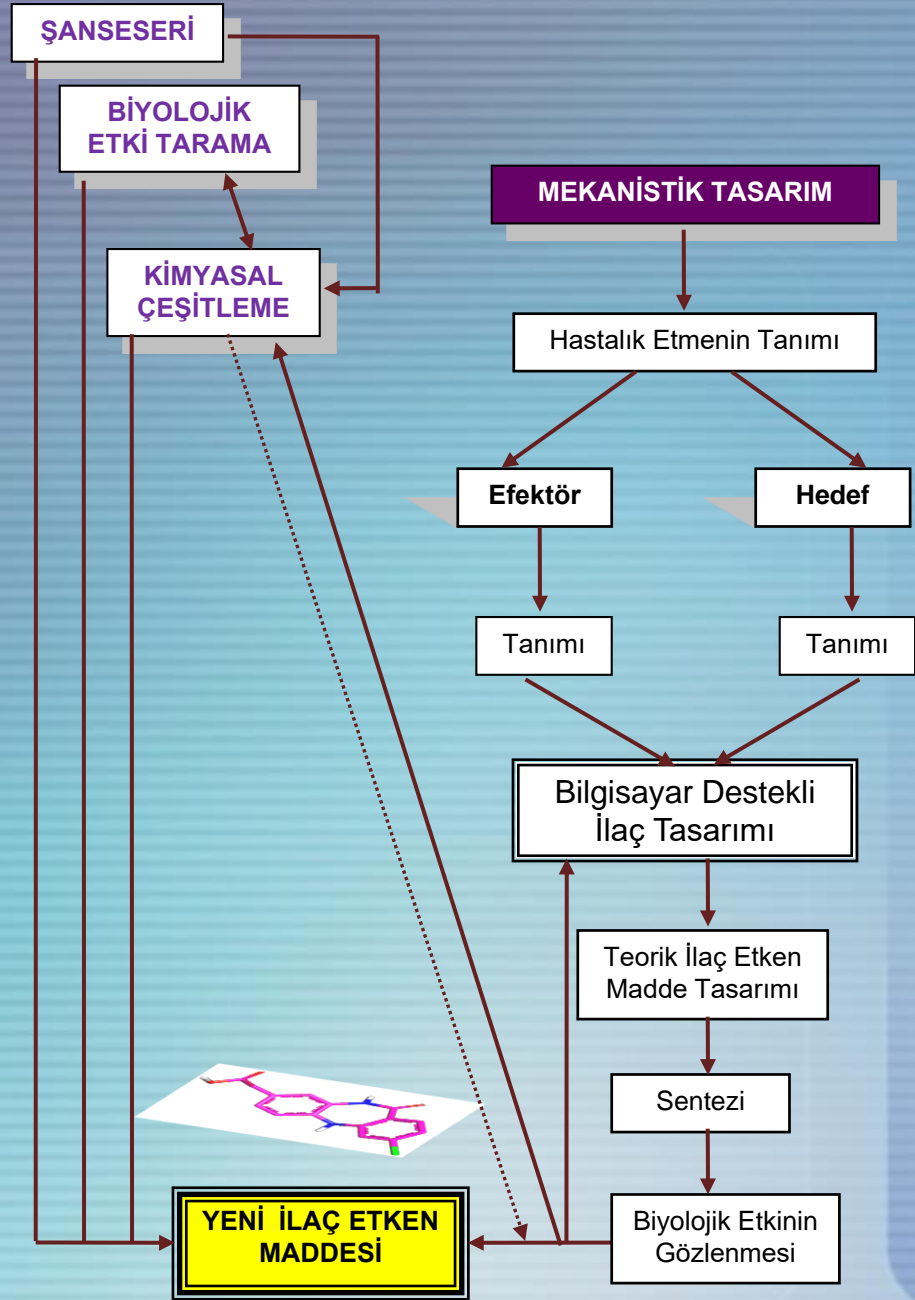 ŞANSESERİ
BİYOLOJİK
ETKİ TARAMA
KİMYASAL
ÇEŞİTLEME
MEKANİSTİK TASARIM
Hastalık Etmenin Tanımı
Efektör
Hedef
Tanımı
Tanımı
Bilgisayar Destekli
İlaç Tasarımı
Teorik İlaç Etken
Madde Tasarımı
Sentezi
Biyolojik Etkinin
Gözlenmesi
YENİ İLAÇ ETKEN
MADDESİ